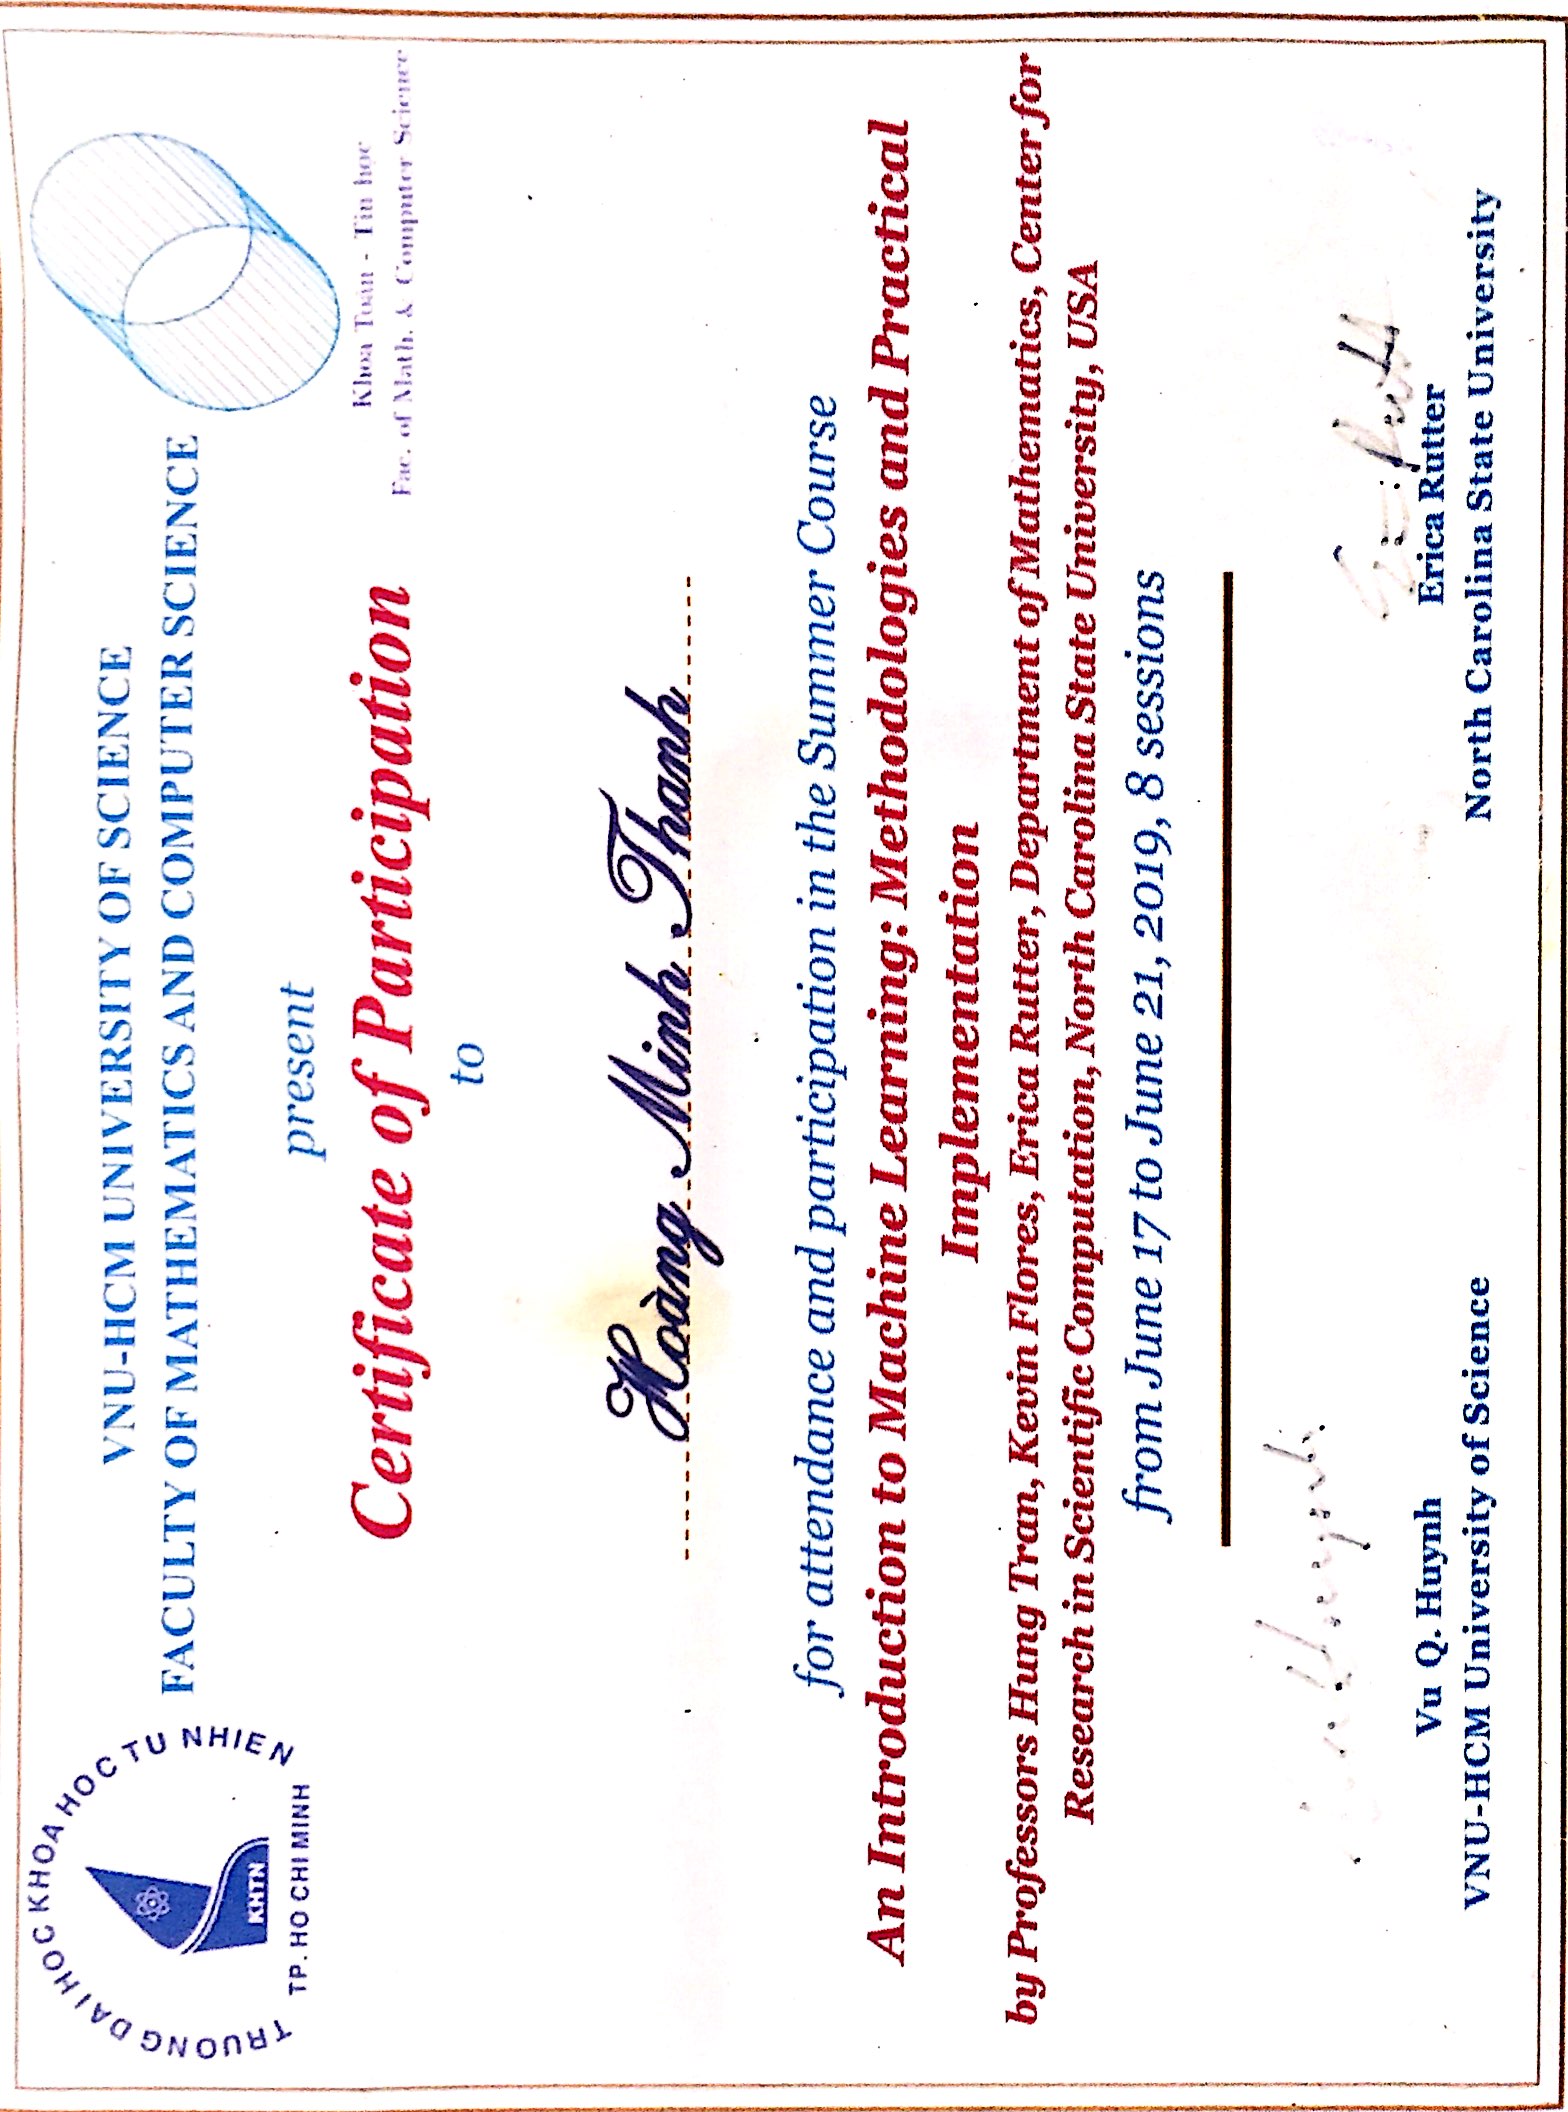 TRUONG DAI HOC KHOA HOC TU NHIEN
KHTN
TP. HO CHI MINH
VNU-HCM UNIVERSITY OF SCIENCE
FACULTY OF MATHEMATICS AND COMPUTER SCIENCE
Khoa Toán - Tin học
Fac. of Math. & Computer Science
present
Certificate of Participation
to
Hoàng Minh Thanh
for attendance and participation in the Summer Course
An Introduction to Machine Learning: Methodologies and Practical
Implementation
by Professors Hung Tran, Kevin Flores, Erica Rutter, Department of Mathematics, Center for
Research in Scientific Computation, North Carolina State University, USA
from June 17 to June 21, 2019, 8 sessions
Vu Q. Huynh
VNU-HCM University of Science
Erica Rutter
North Carolina State University